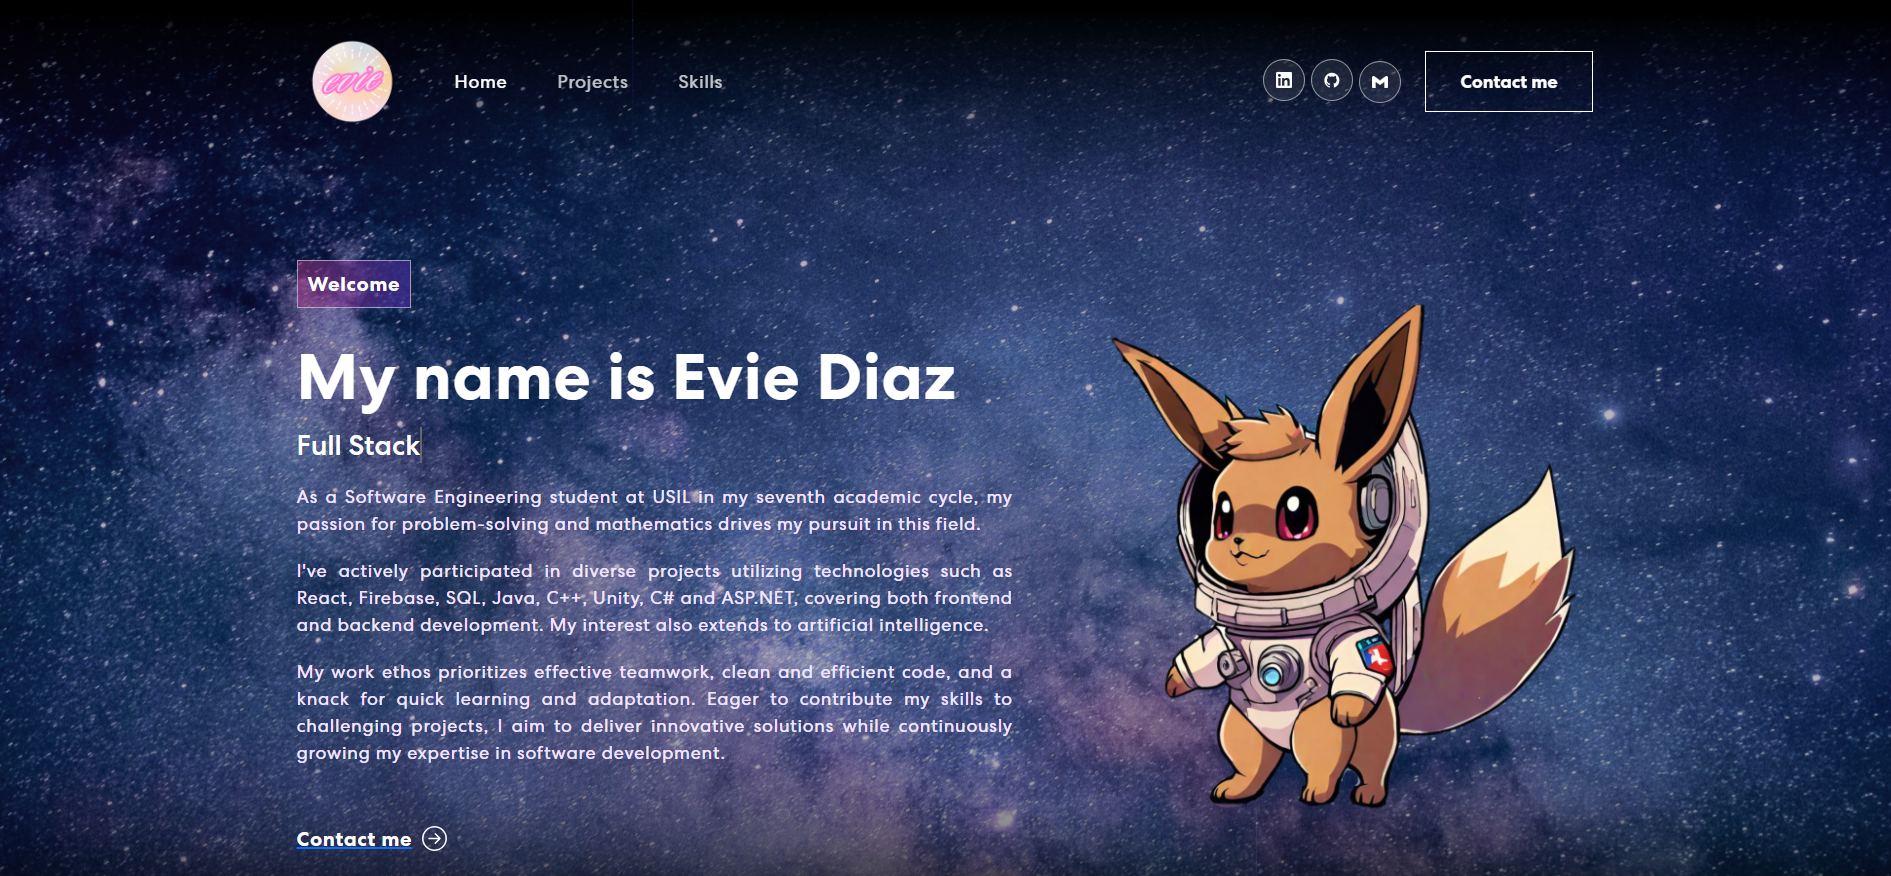 evie
Home
Projects
Skills
Contact me
Welcome
My name is Evie Diaz
Full Stack
As a Software Engineering student at USIL in my seventh academic cycle, my
passion for problem-solving and mathematics drives my pursuit in this field.
I've actively participated in diverse projects utilizing technologies such as
React, Firebase, SQL, Java, C++, Unity, C# and ASP.NET, covering both frontend
and backend development. My interest also extends to artificial intelligence.
My work ethos prioritizes effective teamwork, clean and efficient code, and a
knack for quick learning and adaptation. Eager to contribute my skills to
challenging projects, I aim to deliver innovative solutions while continuously
growing my expertise in software development.
Contact me